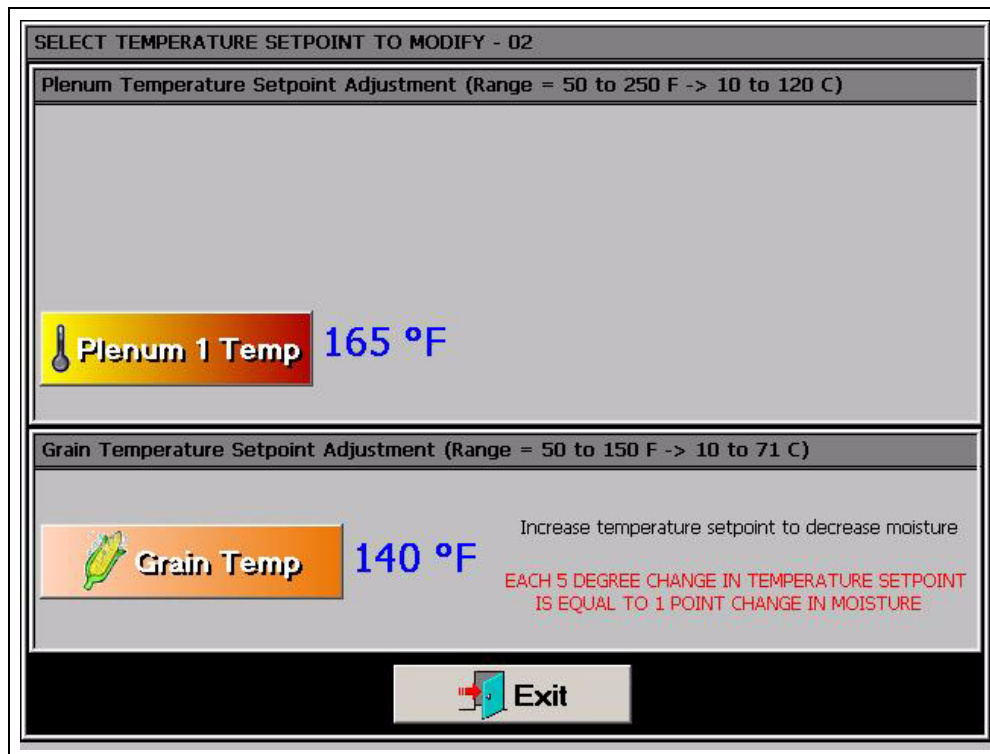 SELECT TEMPERATURE SETPOINT TO MODIFY - 02
Plenum Temperature Setpoint Adjustment (Range = 50 to 250 F -> 10 to 120 C)
Plenum 1 Temp
165 ºF
Grain Temperature Setpoint Adjustment (Range = 50 to 150 F -> 10 to 71 C)
Grain Temp
140 ºF
Increase temperature setpoint to decrease moisture
EACH 5 DEGREE CHANGE IN TEMPERATURE SETPOINT
IS EQUAL TO 1 POINT CHANGE IN MOISTURE
Exit